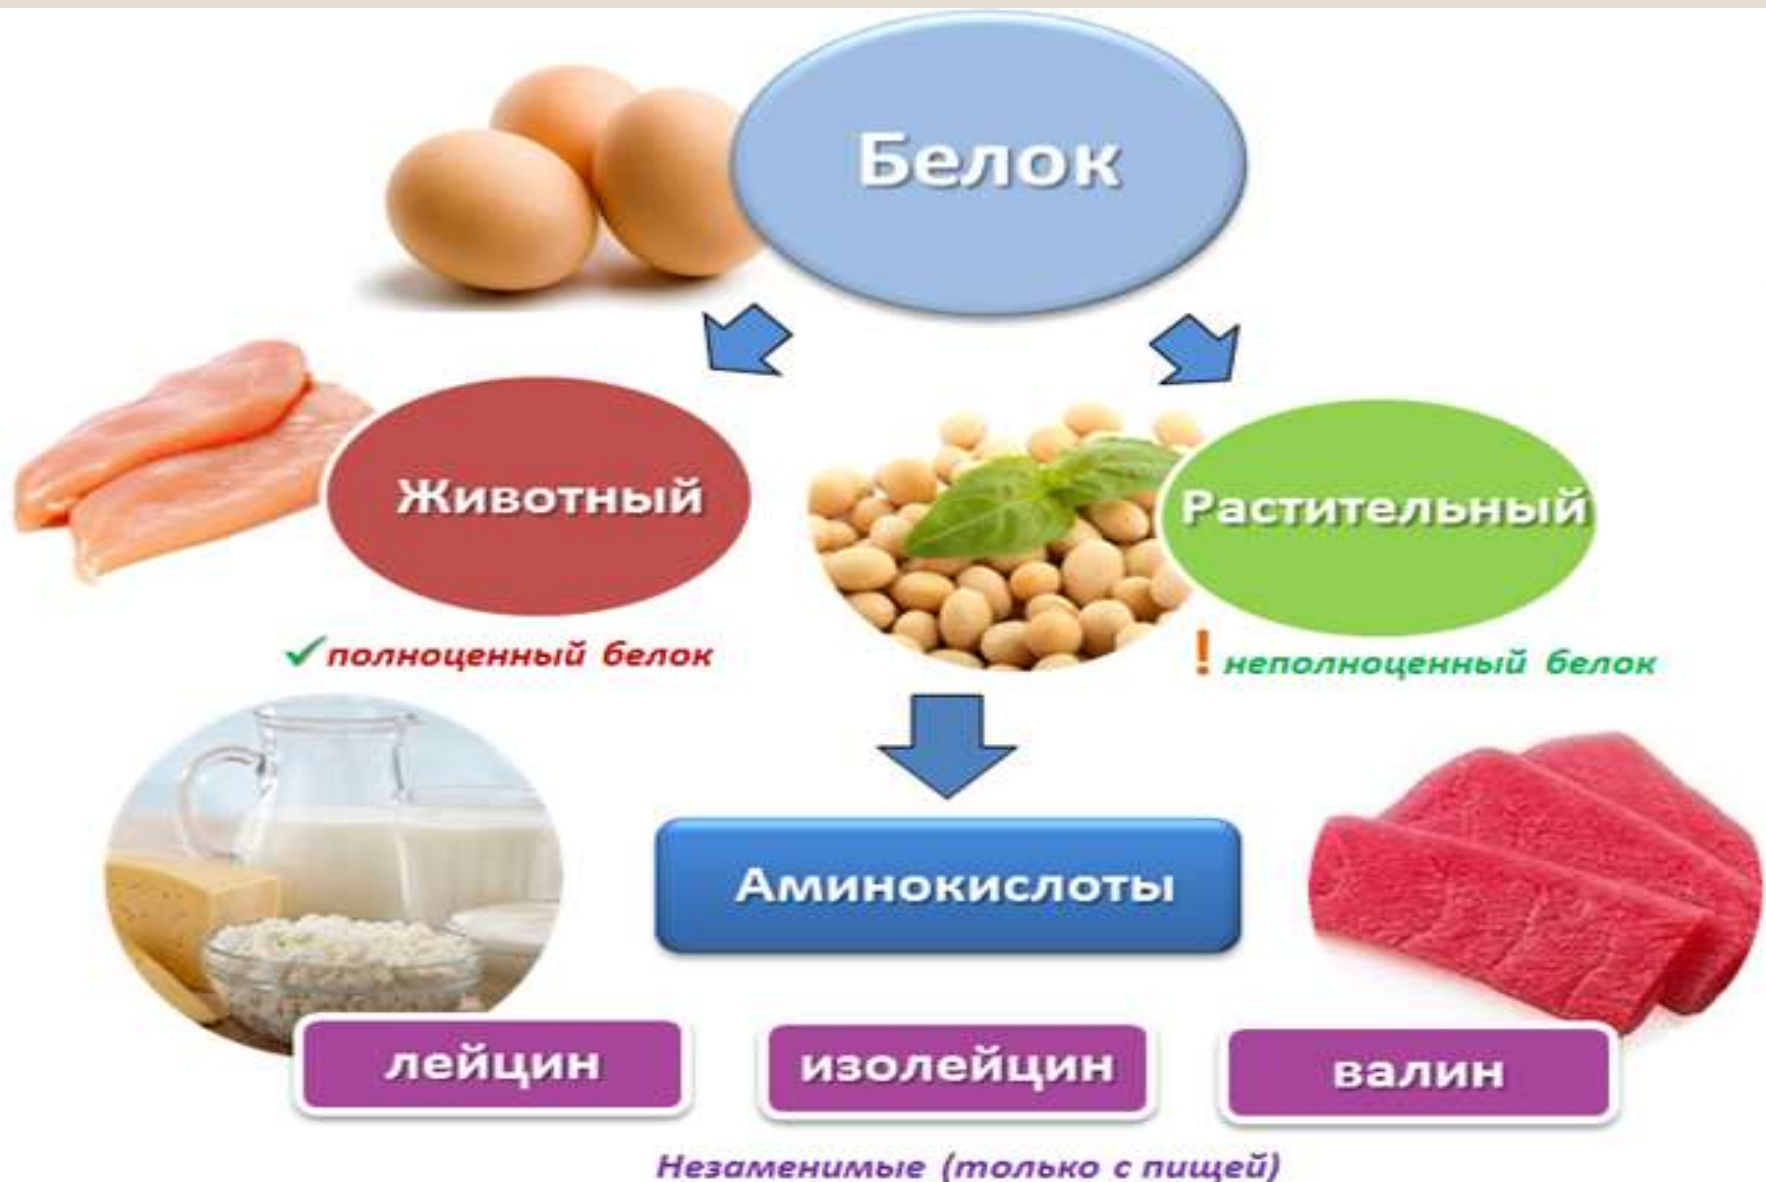 Белок
Животный
Растительный
полноценный белок
! неполноценный белок
Аминокислоты
лейцин
изолейцин
валин
Незаменимые (только с пищей)